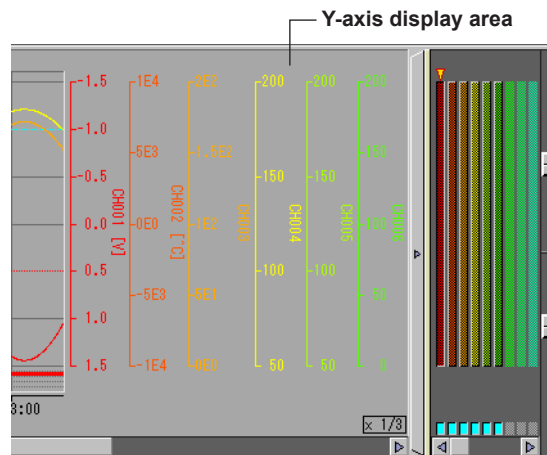 Y-axis display area
-1.5 1E4 2E2 200 200 200
-1.0
5E3 1.5E2
-0.5 150 150 150
0.0 0E0 1E2 100
CH001 [V] CH002 [°C] CH003 CH004 CH005 CH006
0.5 100 100
-5E3 5E1 50
1.0
1.5 -1E4 0E0 50 50 0
3:00
x 1/3